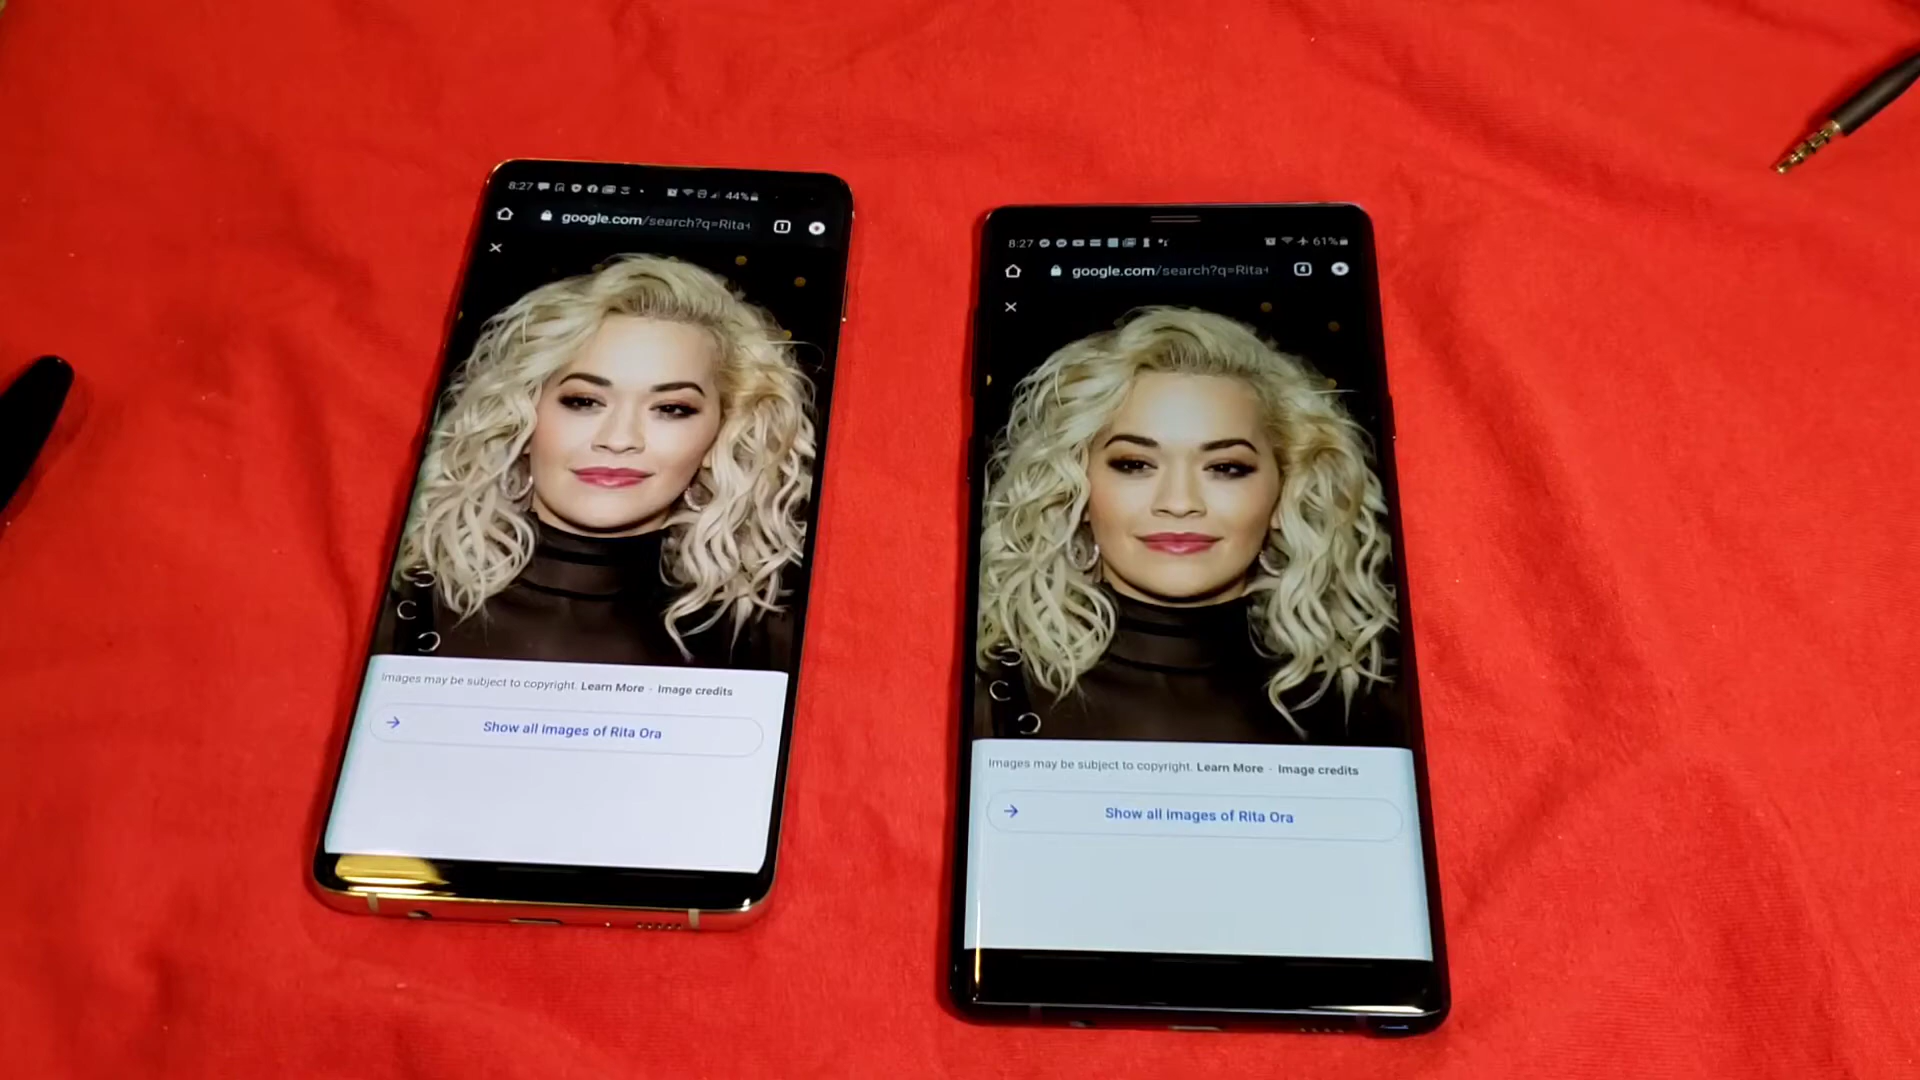 8:27
44%
google.com/search?q=Rita+
1
Images may be subject to copyright. Learn More - Image credits
Show all images of Rita Ora
8:27
61%
google.com/search?q=Rita+
4
Images may be subject to copyright. Learn More - Image credits
Show all images of Rita Ora